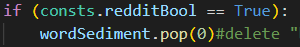 if (consts.redditBool == True):
wordSediment.pop(0)#delete "